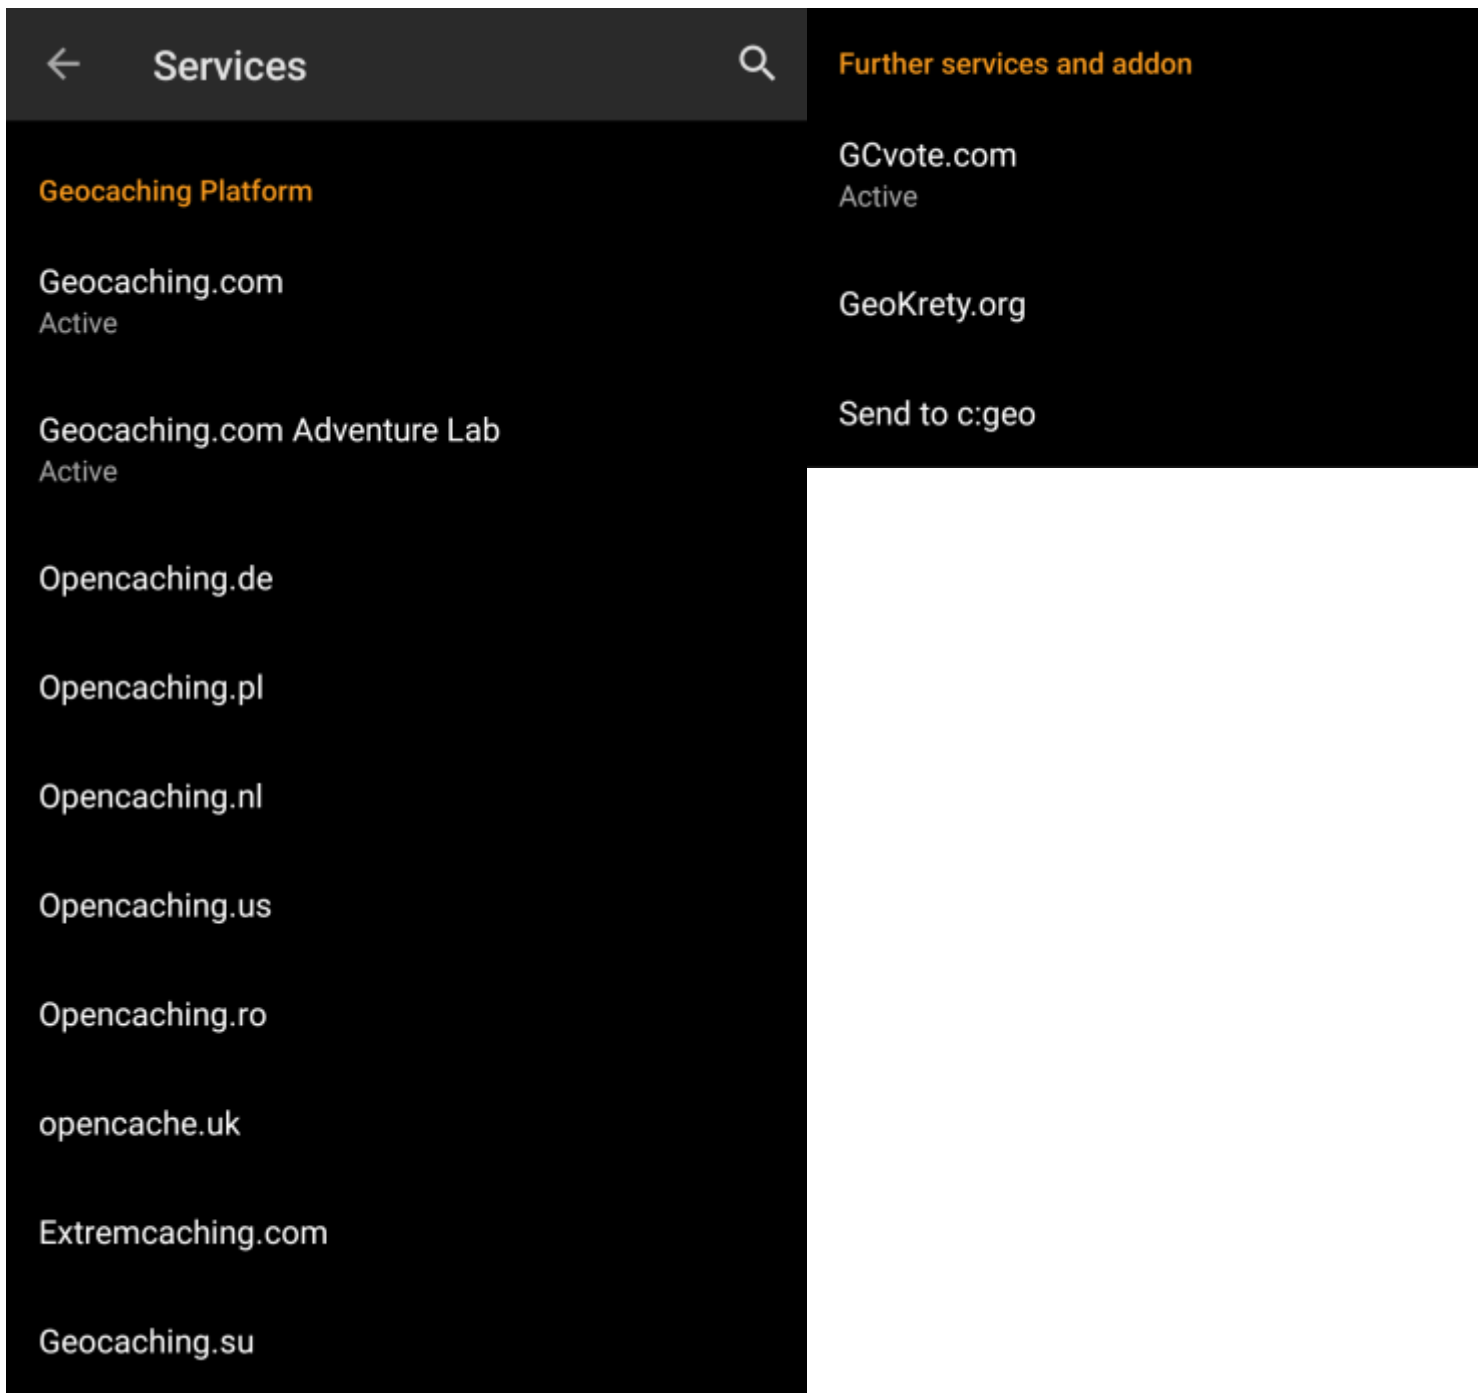 Services
Geocaching Platform
Geocaching.com
Active
Geocaching.com Adventure Lab
Active
Opencaching.de
Opencaching.pl
Opencaching.nl
Opencaching.us
Opencaching.ro
opencache.uk
Extremcaching.com
Geocaching.su
Further services and addon
GCvote.com
Active
GeoKrety.org
Send to c:geo